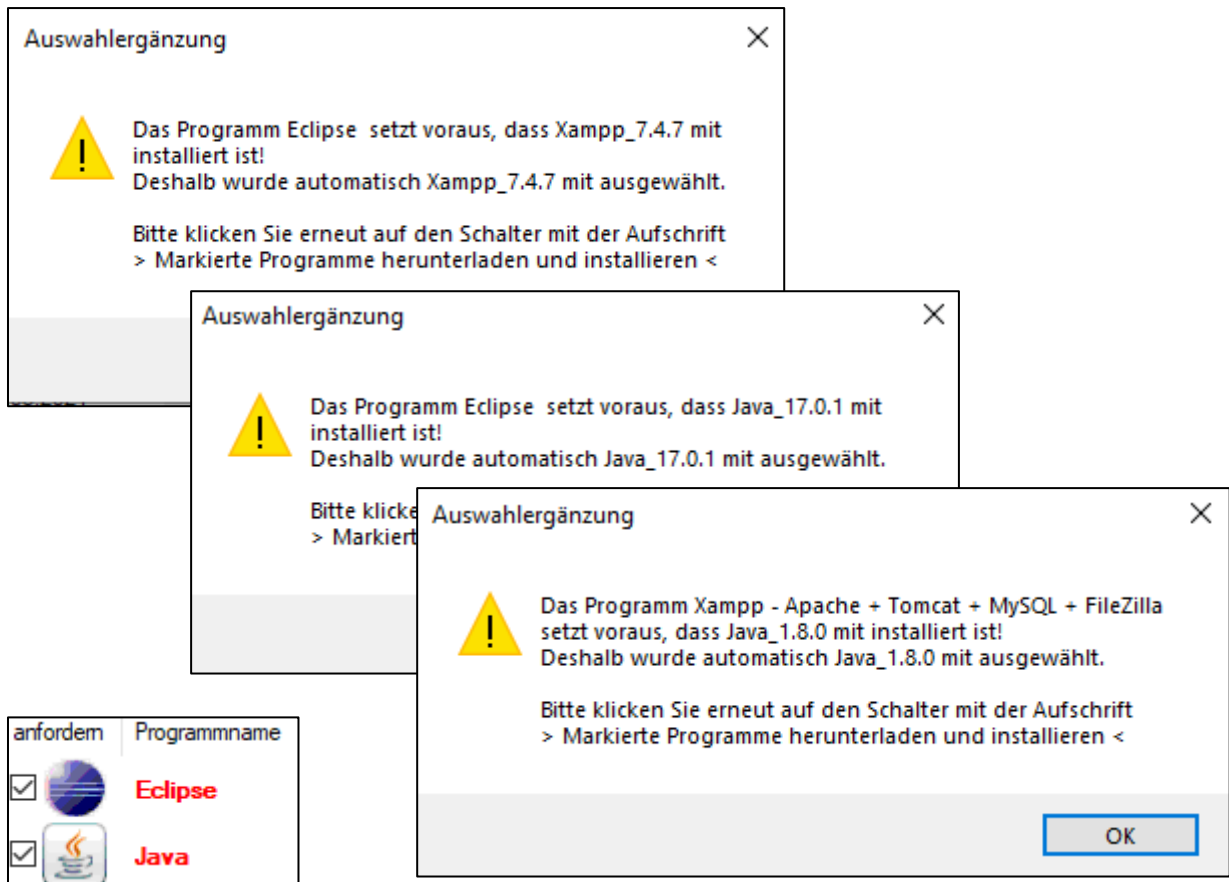 Auswahlergänzung
Das Programm Eclipse  setzt voraus, dass Xampp_7.4.7 mit
installiert ist!
Deshalb wurde automatisch Xampp_7.4.7 mit ausgewählt.
Bitte klicken Sie erneut auf den Schalter mit der Aufschrift
> Markierte Programme herunterladen und installieren <
Auswahlergänzung
Das Programm Eclipse  setzt voraus, dass Java_17.0.1 mit
installiert ist!
Deshalb wurde automatisch Java_17.0.1 mit ausgewählt.
Bitte klicke
> Markiert
Auswahlergänzung
Das Programm Xampp - Apache + Tomcat + MySQL + FileZilla
setzt voraus, dass Java_1.8.0 mit installiert ist!
Deshalb wurde automatisch Java_1.8.0 mit ausgewählt.
Bitte klicken Sie erneut auf den Schalter mit der Aufschrift
> Markierte Programme herunterladen und installieren <
OK
anfordern Programmname
Eclipse
Java